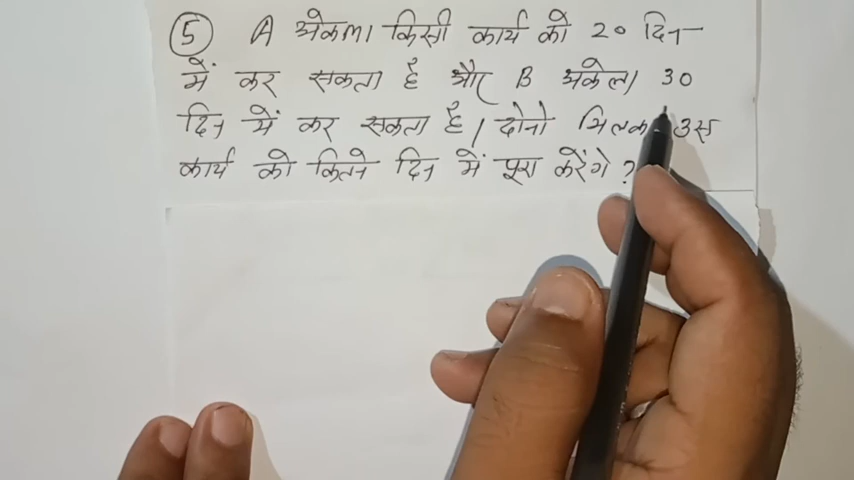 ⑤ A अकेला किसी कार्य को 20 दिन
में कर सकता है और B अकेला 30
दिन में कर सकता है। दोनो मिलकर उस
कार्य को कितने दिन में पूरा करेंगे ?